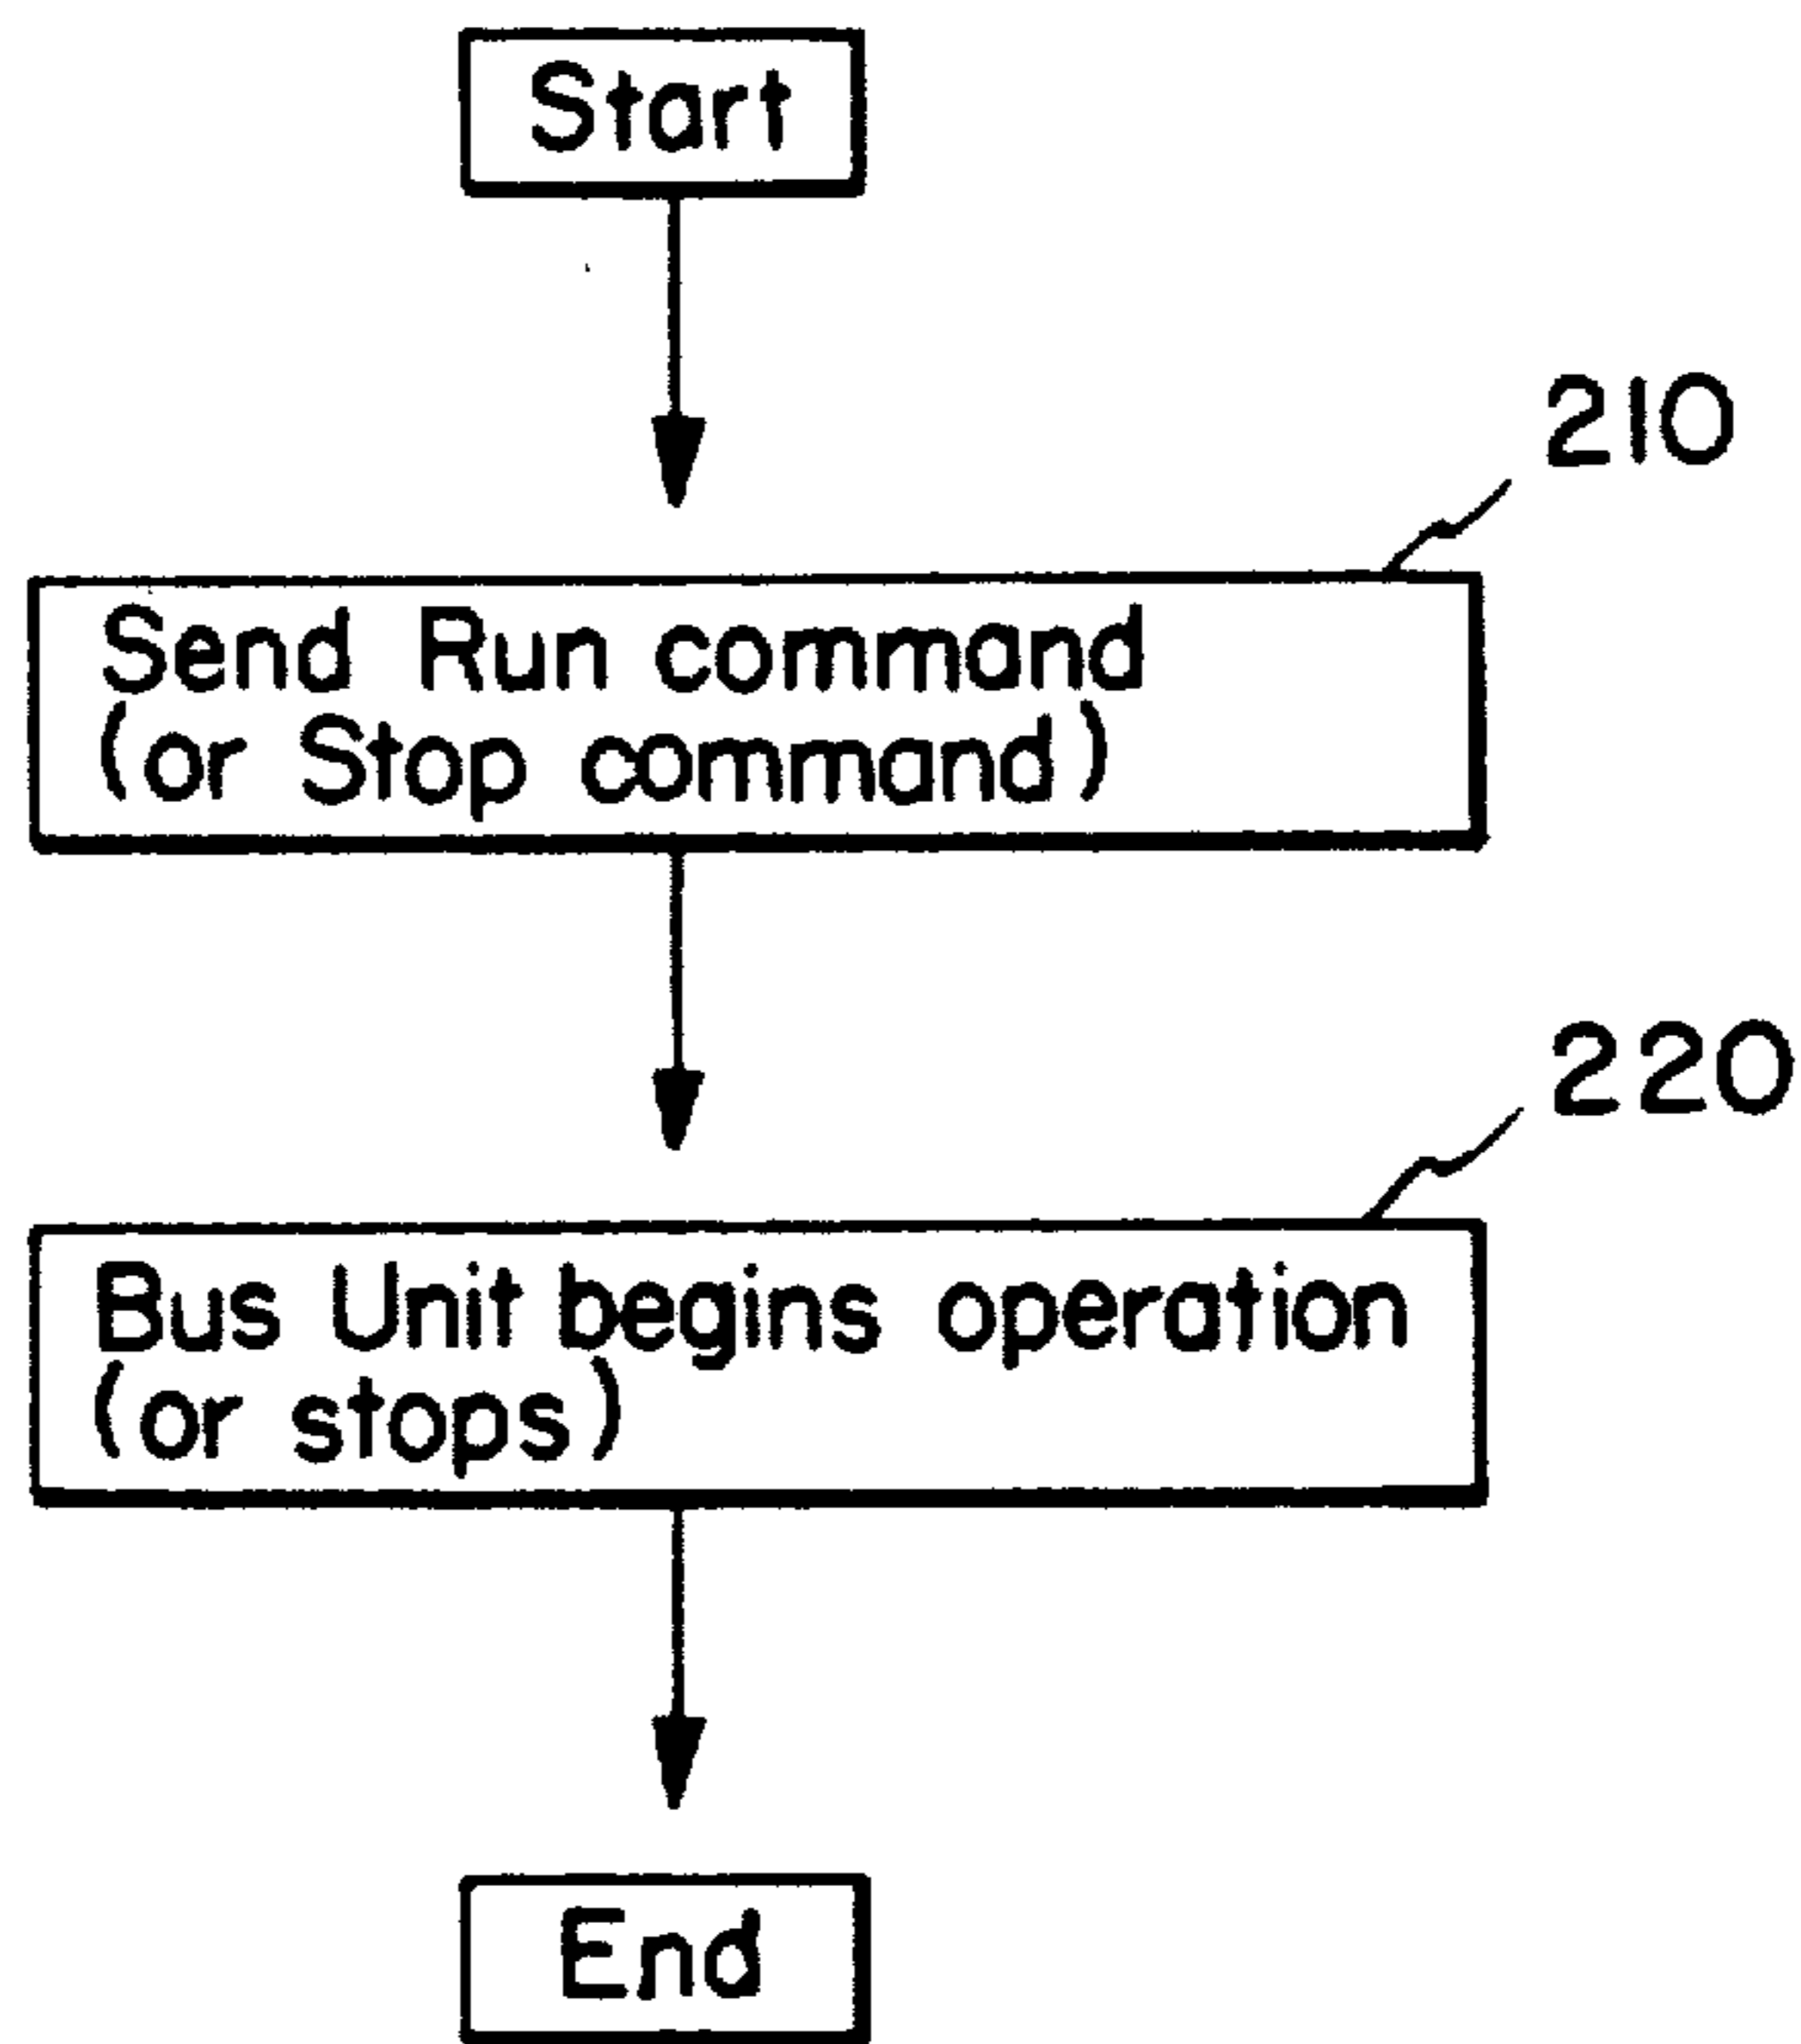 Start
210
Send Run command
(or Stop command)
220
Bus Unit begins operation
(or stops)
End